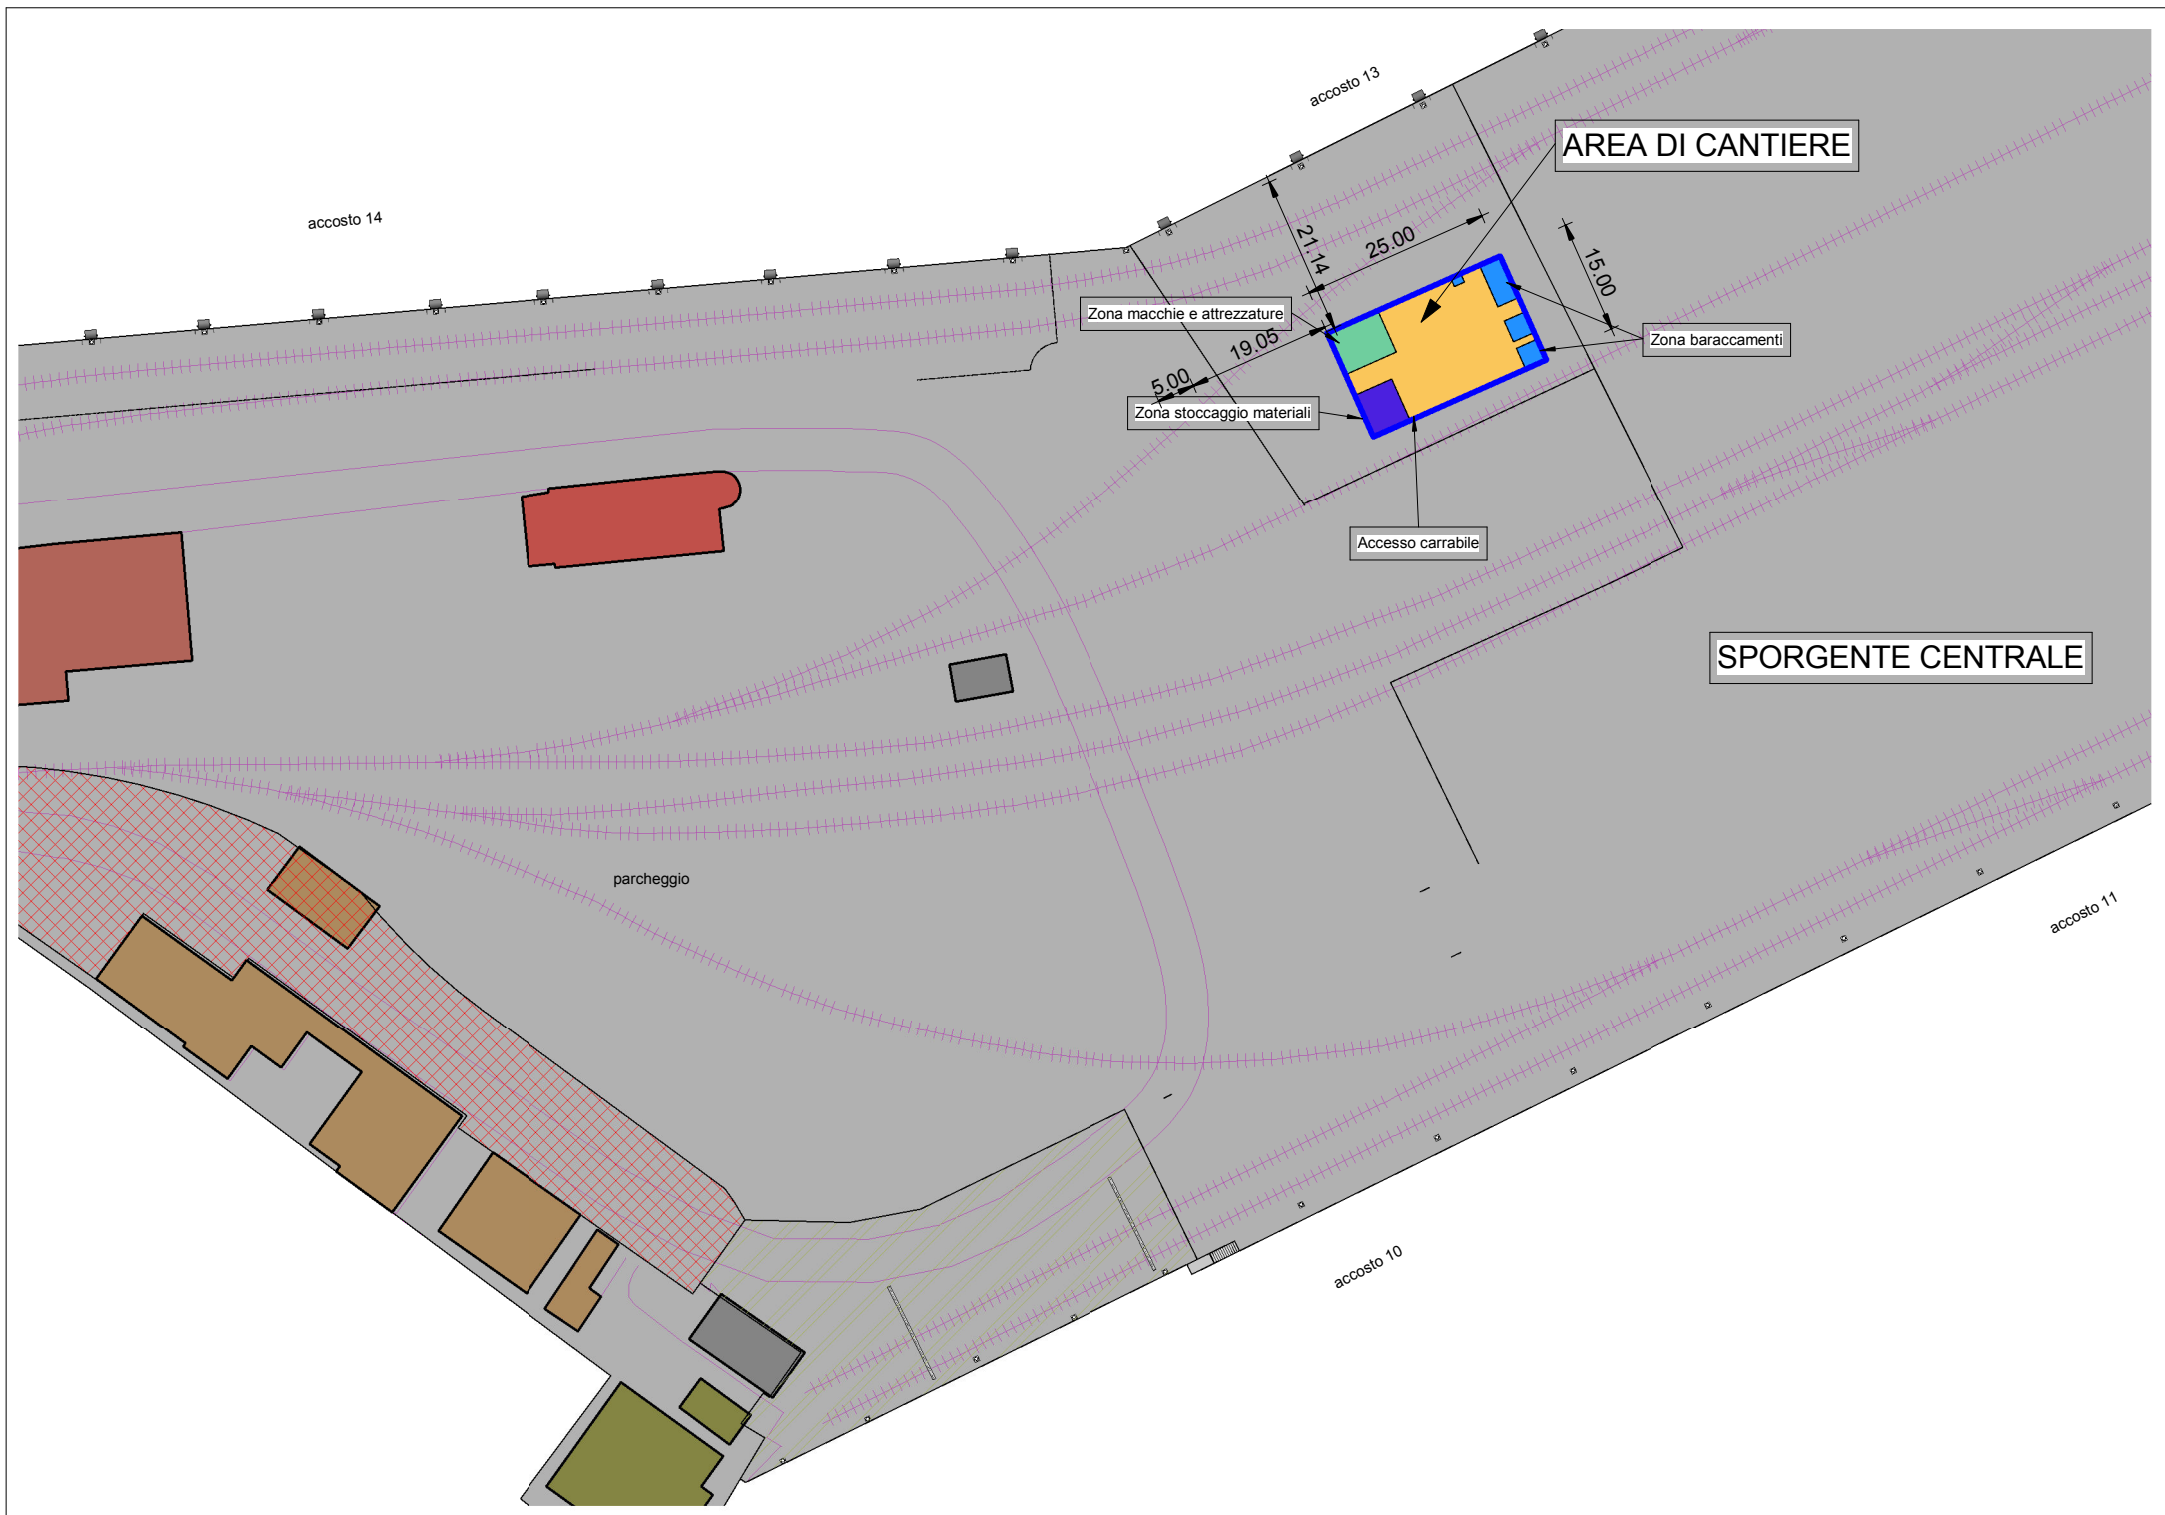 accosto 13
AREA DI CANTIERE
accosto 14
21.14
25.00
15.00
Zona macchie e attrezzature
19.05
Zona baraccamenti
5.00
Zona stoccaggio materiali
Accesso carrabile
SPORGENTE CENTRALE
parcheggio
accosto 11
accosto 10